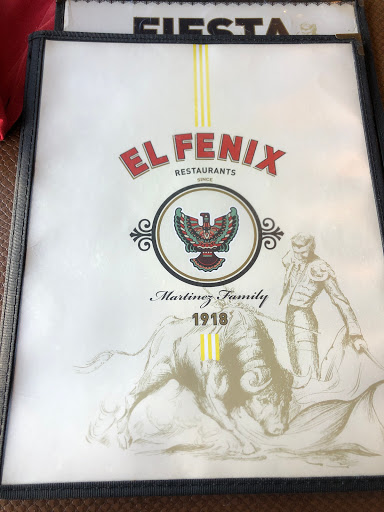 FIESTA
EL FENIX
RESTAURANTS
SINCE
Martinez Family
1918